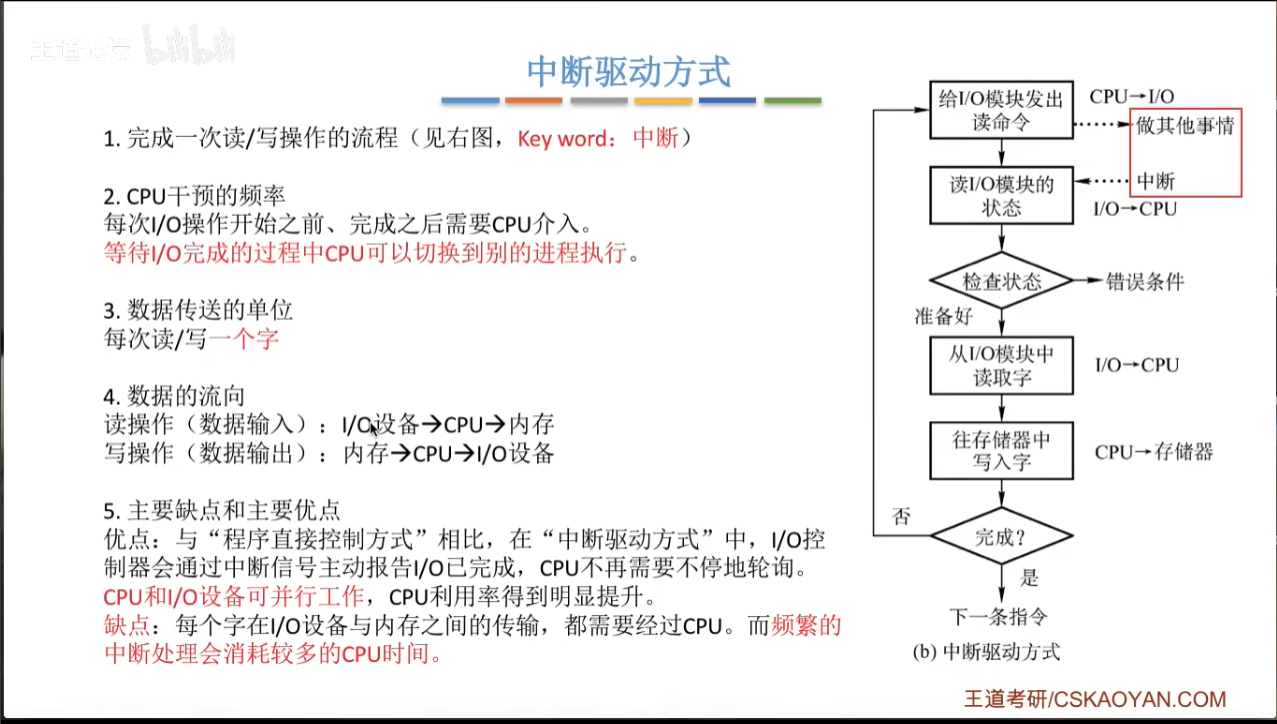 王道论坛 bilibili
中断驱动方式
1. 完成一次读/写操作的流程（见右图，Key word：中断）
2. CPU干预的频率
每次I/O操作开始之前、完成之后需要CPU介入。
等待I/O完成的过程中CPU可以切换到别的进程执行。
3. 数据传送的单位
每次读/写一个字
4. 数据的流向
读操作（数据输入）：I/O设备→CPU→内存
写操作（数据输出）：内存→CPU→I/O设备
5. 主要缺点和主要优点
优点：与“程序直接控制方式”相比，在“中断驱动方式”中，I/O控
制器会通过中断信号主动报告I/O已完成，CPU不再需要不停地轮询。
CPU和I/O设备可并行工作，CPU利用率得到明显提升。
缺点：每个字在I/O设备与内存之间的传输，都需要经过CPU。而频繁的
中断处理会消耗较多的CPU时间。
给I/O模块发出
读命令
CPU→I/O
做其他事情
读I/O模块的
状态
中断
I/O→CPU
检查状态
错误条件
准备好
从I/O模块中
读取字
I/O→CPU
往存储器中
写入字
CPU→存储器
否
完成？
是
下一条指令
(b) 中断驱动方式
王道考研/CSKAOYAN.COM